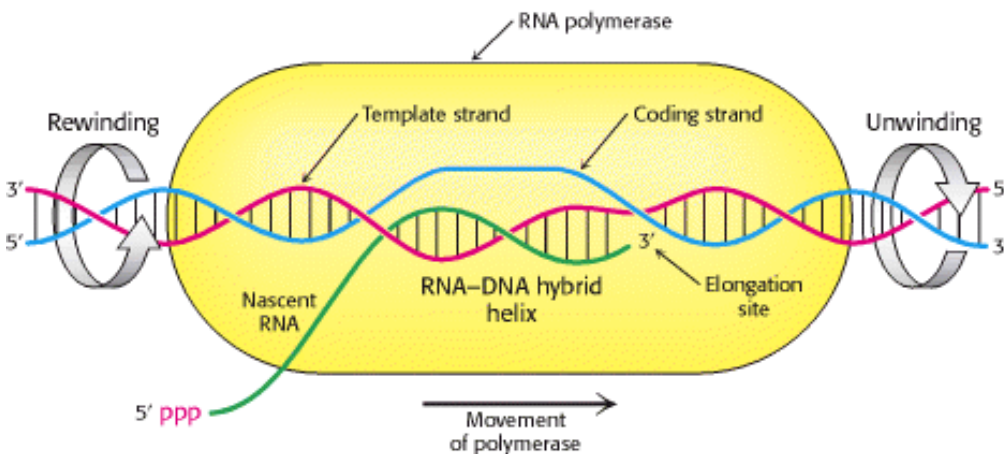 RNA polymerase
Template strand
Coding strand
Rewinding
Unwinding
3′
5′
5
3
3′
RNA–DNA hybrid
helix
Elongation
site
Nascent
RNA
5′ PPP
Movement
of polymerase